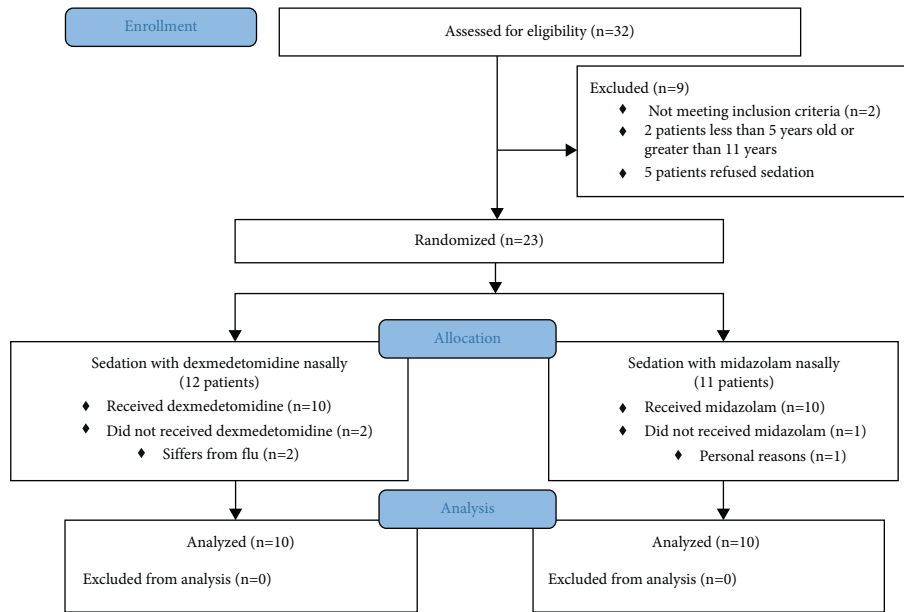 Enrollment
Assessed for eligibility (n=32)
Excluded (n=9)
♦ Not meeting inclusion criteria (n=2)
♦ 2 patients less than 5 years old or
greater than 11 years
♦ 5 patients refused sedation
Randomized (n=23)
Allocation
Sedation with dexmedetomidine nasally
(12 patients)
♦ Received dexmedetomidine (n=10)
♦ Did not received dexmedetomidine (n=2)
♦ Siffers from flu (n=2)
Sedation with midazolam nasally
(11 patients)
♦ Received midazolam (n=10)
♦ Did not received midazolam (n=1)
♦ Personal reasons (n=1)
Analysis
Analyzed (n=10)
Excluded from analysis (n=0)
Analyzed (n=10)
Excluded from analysis (n=0)